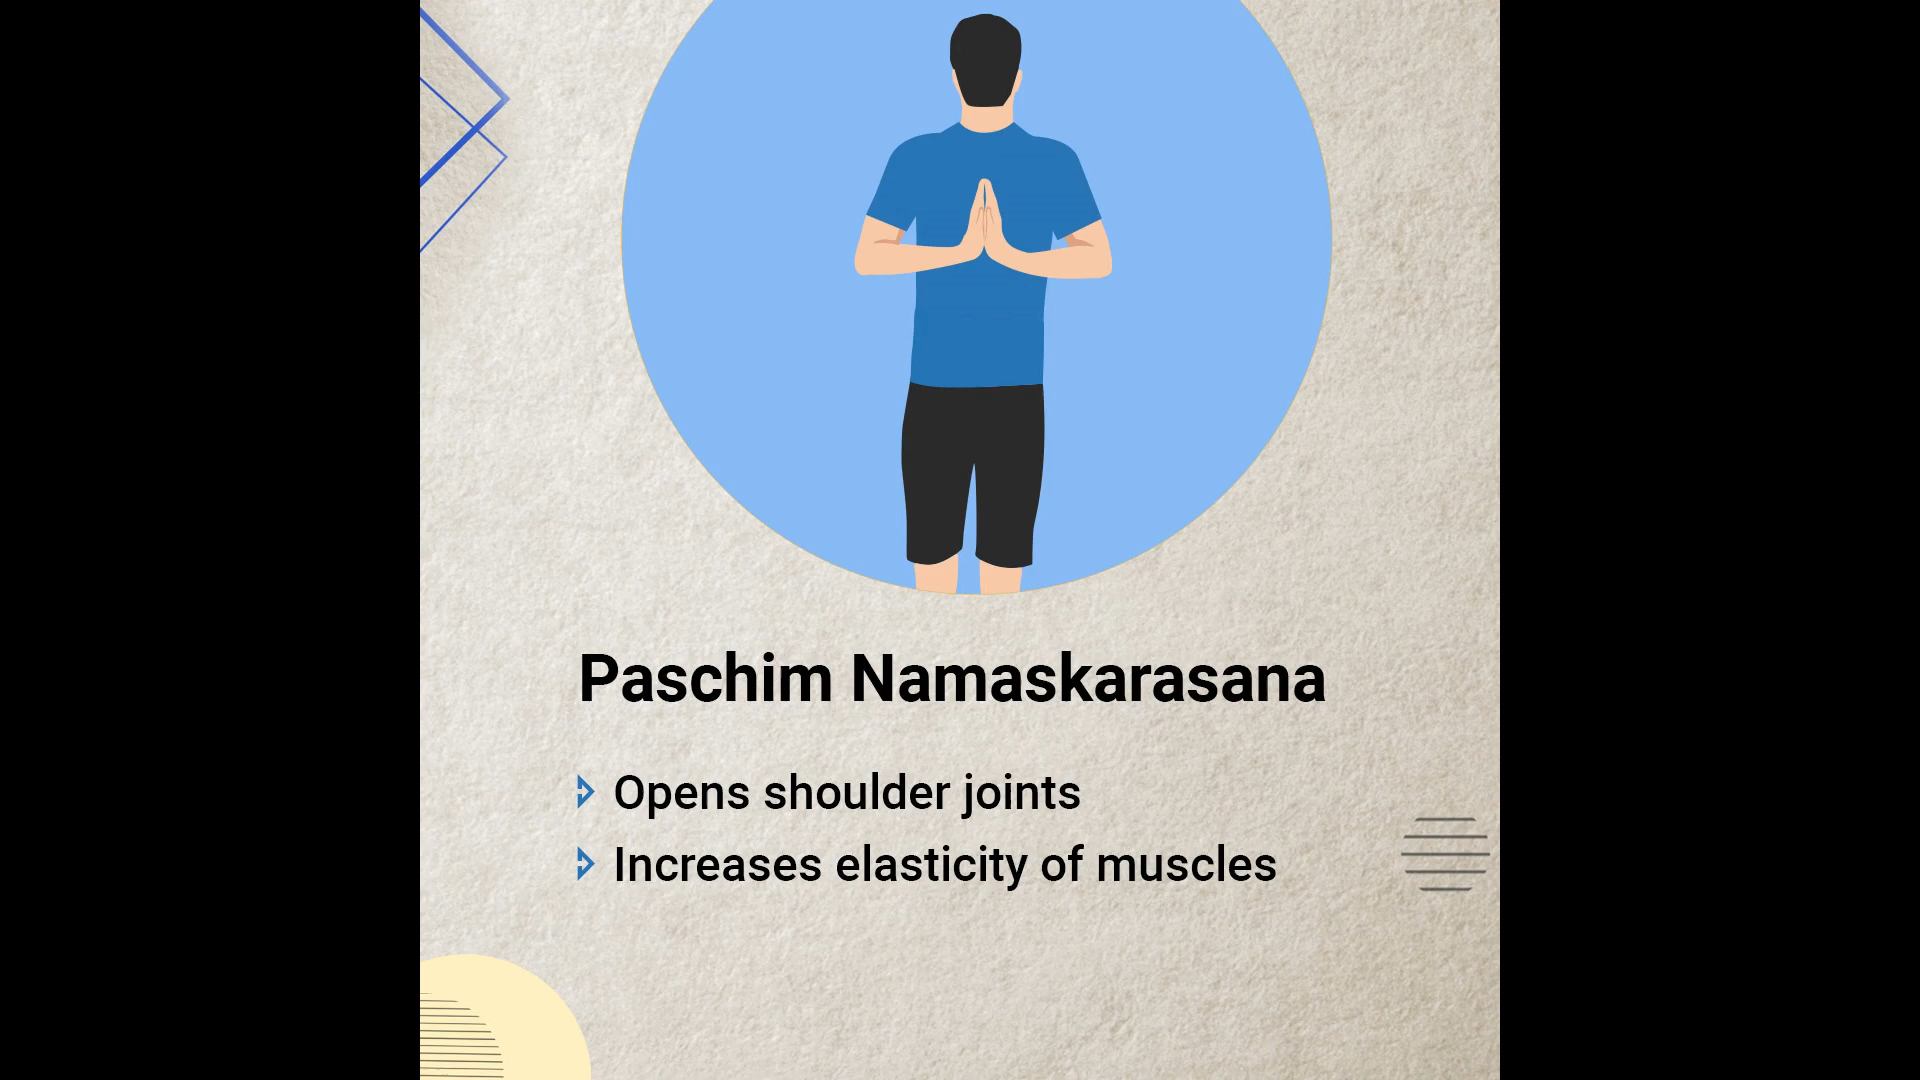 Paschim Namaskarasana
Opens shoulder joints
Increases elasticity of muscles